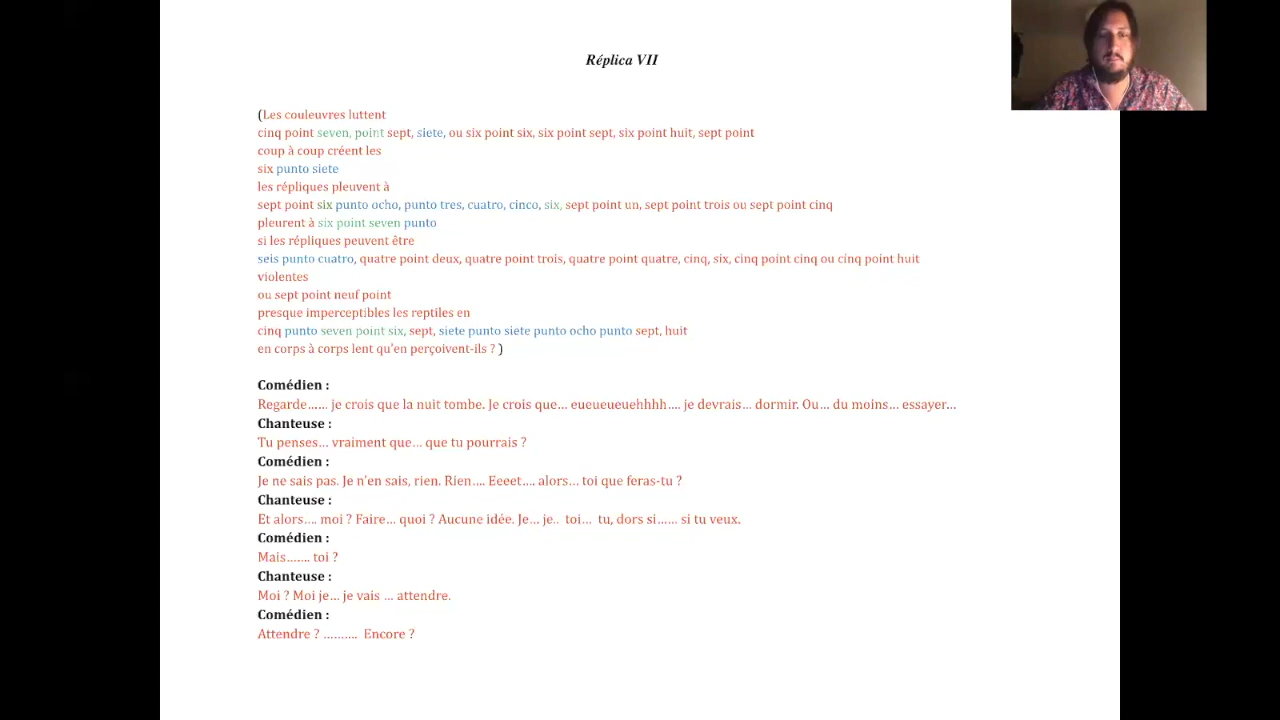 Réplica VII
(Les couleuvres luttent
cinq point seven, point sept, siete, ou six point six, six point sept, six point huit, sept point
coup à coup créent les
six punto siete
les répliques pleuvent à
sept point six punto ocho, punto tres, cuatro, cinco, six, sept point un, sept point trois ou sept point cinq
pleurent à six point seven punto
si les répliques peuvent être
seis punto cuatro, quatre point deux, quatre point trois, quatre point quatre, cinq, six, cinq point cinq ou cinq point huit
violentes
ou sept point neuf point
presque imperceptibles les reptiles en
cinq punto seven point six, sept, siete punto siete punto ocho punto sept, huit
en corps à corps lent qu'en perçoivent-ils ? )
Comédien :
Regarde…… je crois que la nuit tombe. Je crois que… eueueueuehhhh…. je devrais… dormir. Ou… du moins… essayer…
Chanteuse :
Tu penses… vraiment que… que tu pourrais ?
Comédien :
Je ne sais pas. Je n'en sais, rien. Rien…. Eeeet…. alors… toi que feras-tu ?
Chanteuse :
Et alors…. moi ? Faire… quoi ? Aucune idée. Je… je.. toi… tu, dors si…… si tu veux.
Comédien :
Mais……. toi ?
Chanteuse :
Moi ? Moi je… je vais … attendre.
Comédien :
Attendre ? ………. Encore ?